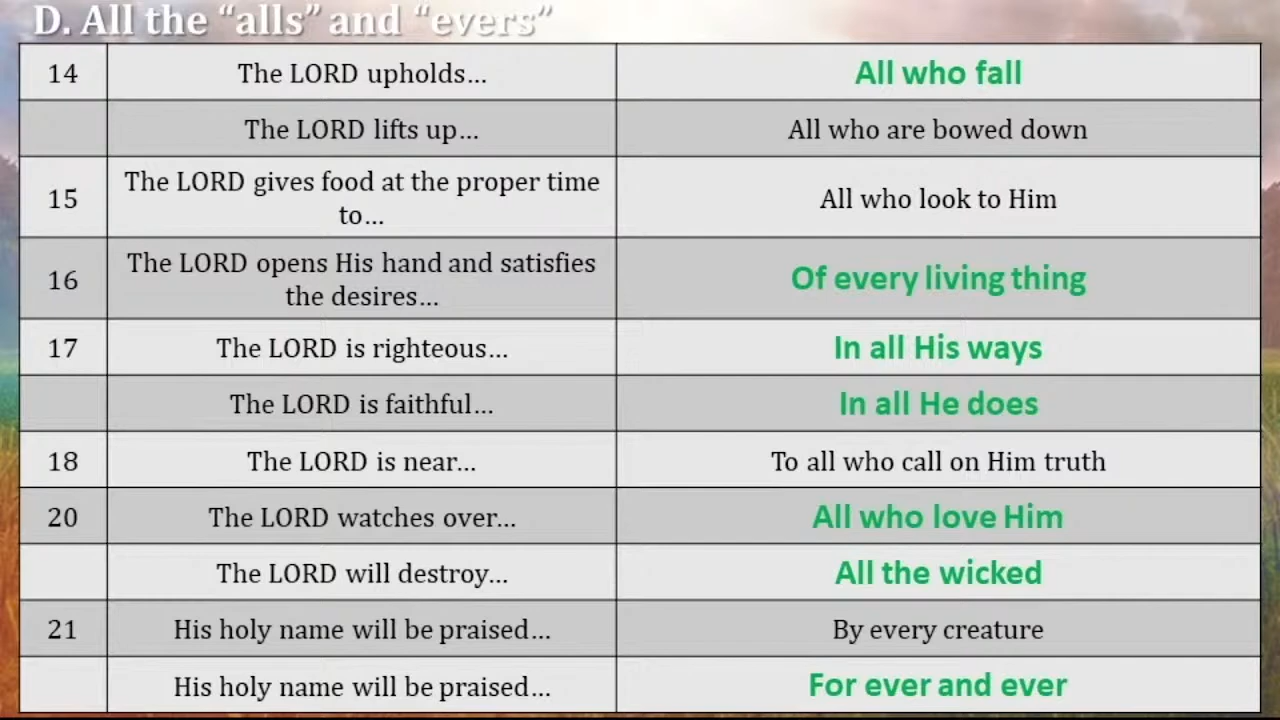 D. All the “alls” and “evers”
14 The LORD upholds... All who fall
The LORD lifts up... All who are bowed down
15 The LORD gives food at the proper time to... All who look to Him
16 The LORD opens His hand and satisfies the desires... Of every living thing
17 The LORD is righteous... In all His ways
The LORD is faithful... In all He does
18 The LORD is near... To all who call on Him truth
20 The LORD watches over... All who love Him
The LORD will destroy... All the wicked
21 His holy name will be praised... By every creature
His holy name will be praised... For ever and ever